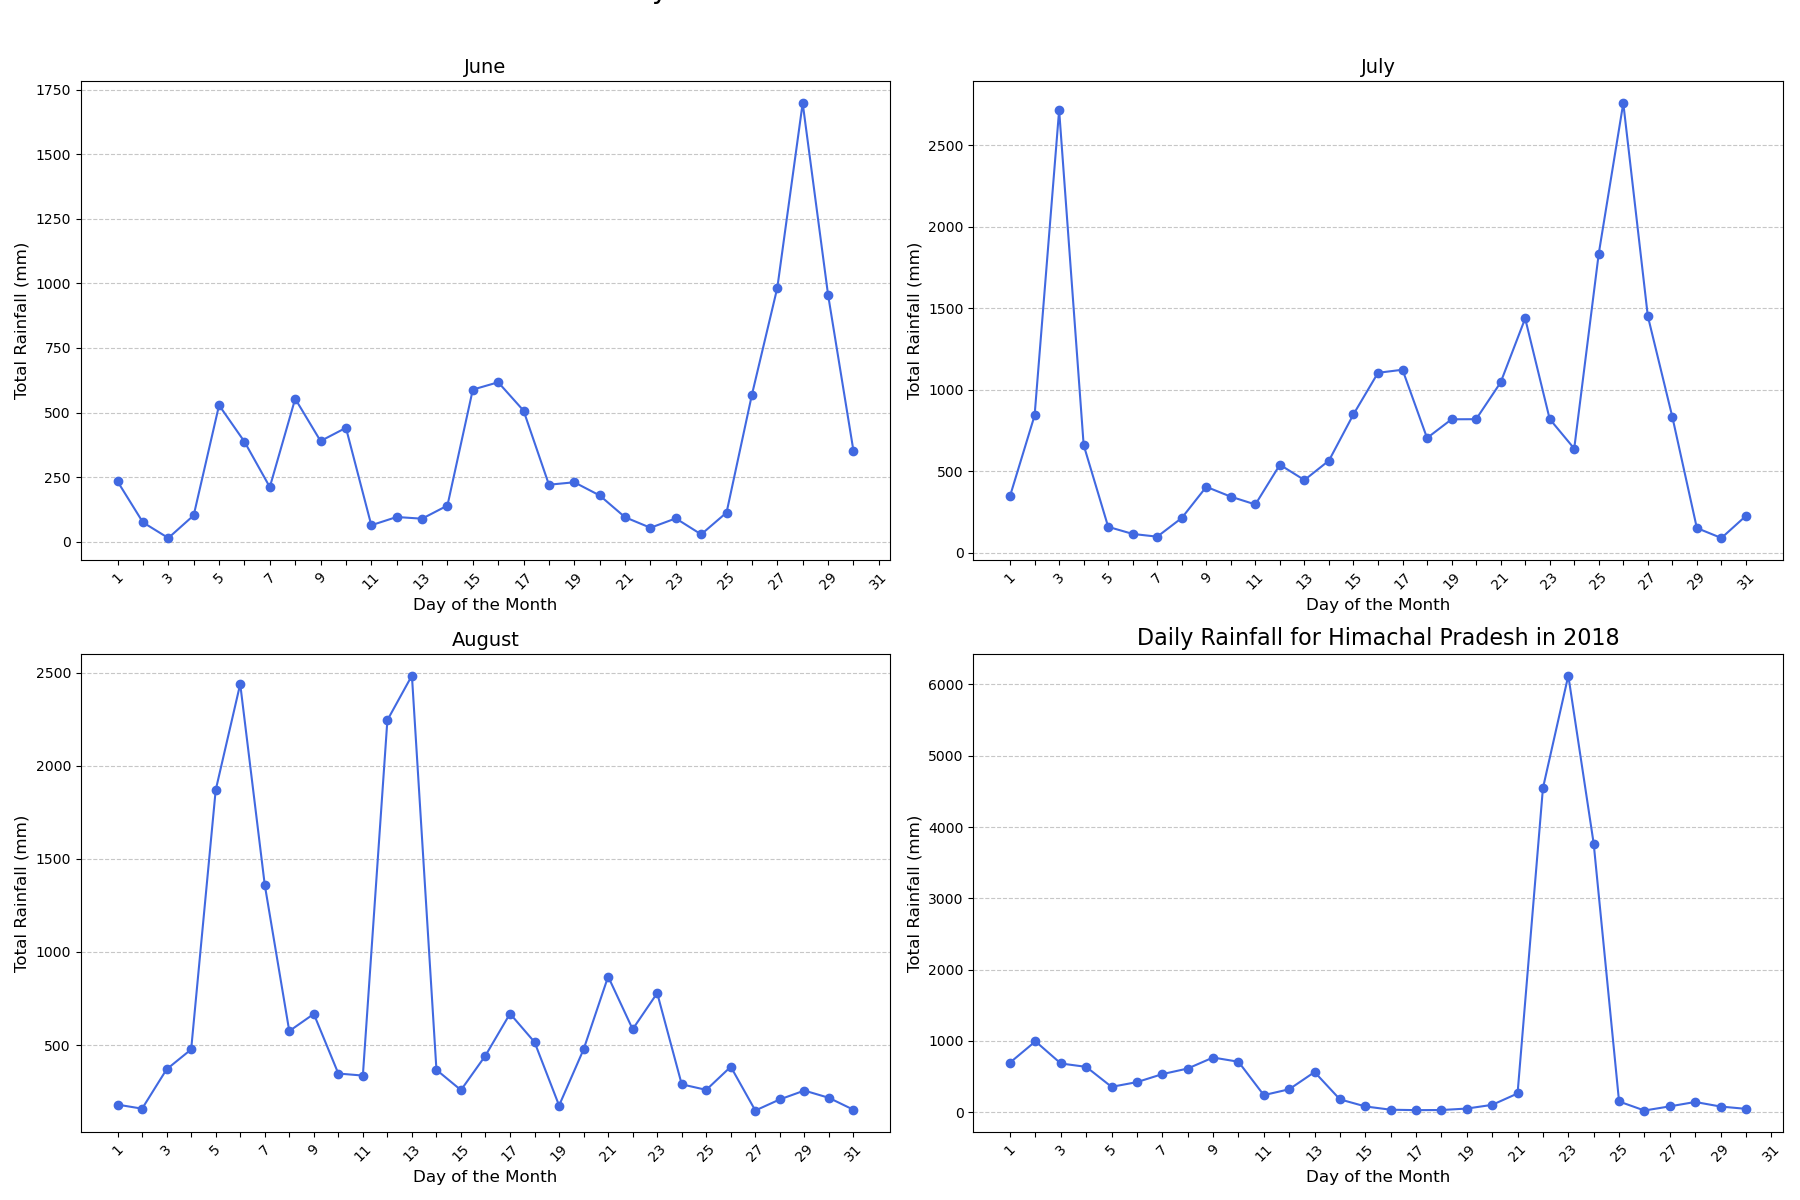 June
1750
1500
1250
1000
750
500
250
0
Total Rainfall (mm)
1 3 5 7 9 11 13 15 17 19 21 23 25 27 29 31
Day of the Month
July
2500
2000
1500
1000
500
0
Total Rainfall (mm)
1 3 5 7 9 11 13 15 17 19 21 23 25 27 29 31
Day of the Month
August
2500
2000
1500
1000
500
Total Rainfall (mm)
1 3 5 7 9 11 13 15 17 19 21 23 25 27 29 31
Day of the Month
Daily Rainfall for Himachal Pradesh in 2018
6000
5000
4000
3000
2000
1000
0
Total Rainfall (mm)
1 3 5 7 9 11 13 15 17 19 21 23 25 27 29 31
Day of the Month